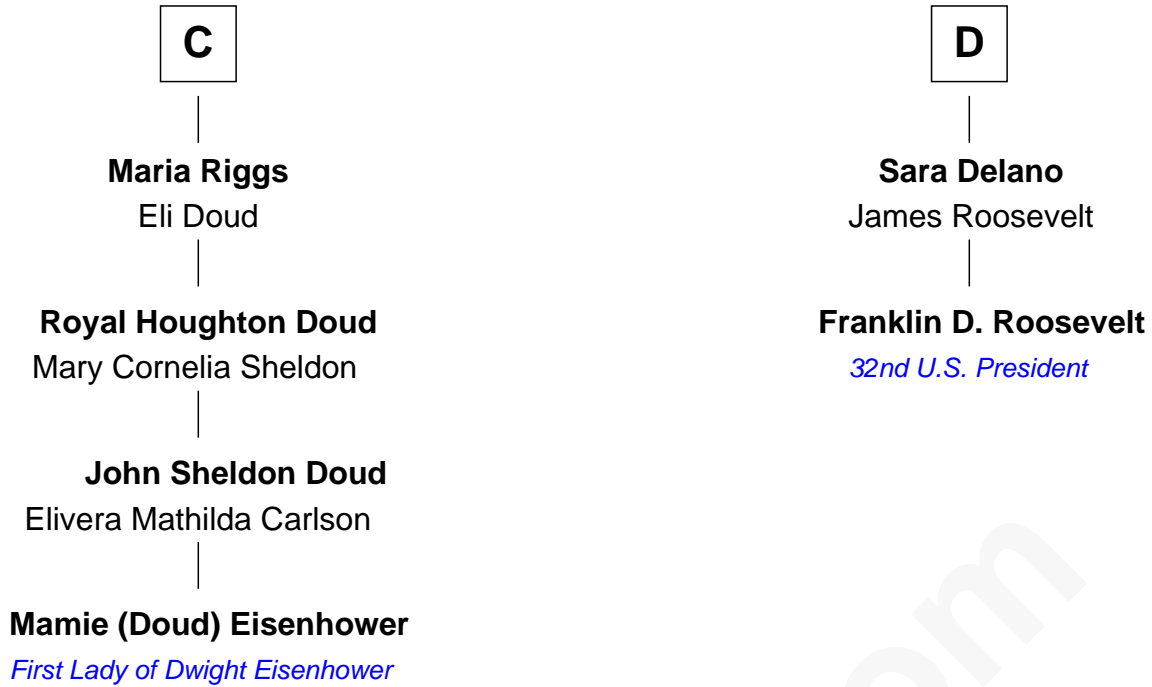 C
Maria Riggs
Eli Doud
Royal Houghton Doud
Mary Cornelia Sheldon
John Sheldon Doud
Elivera Mathilda Carlson
Mamie (Doud) Eisenhower
First Lady of Dwight Eisenhower
D
Sara Delano
James Roosevelt
Franklin D. Roosevelt
32nd U.S. President